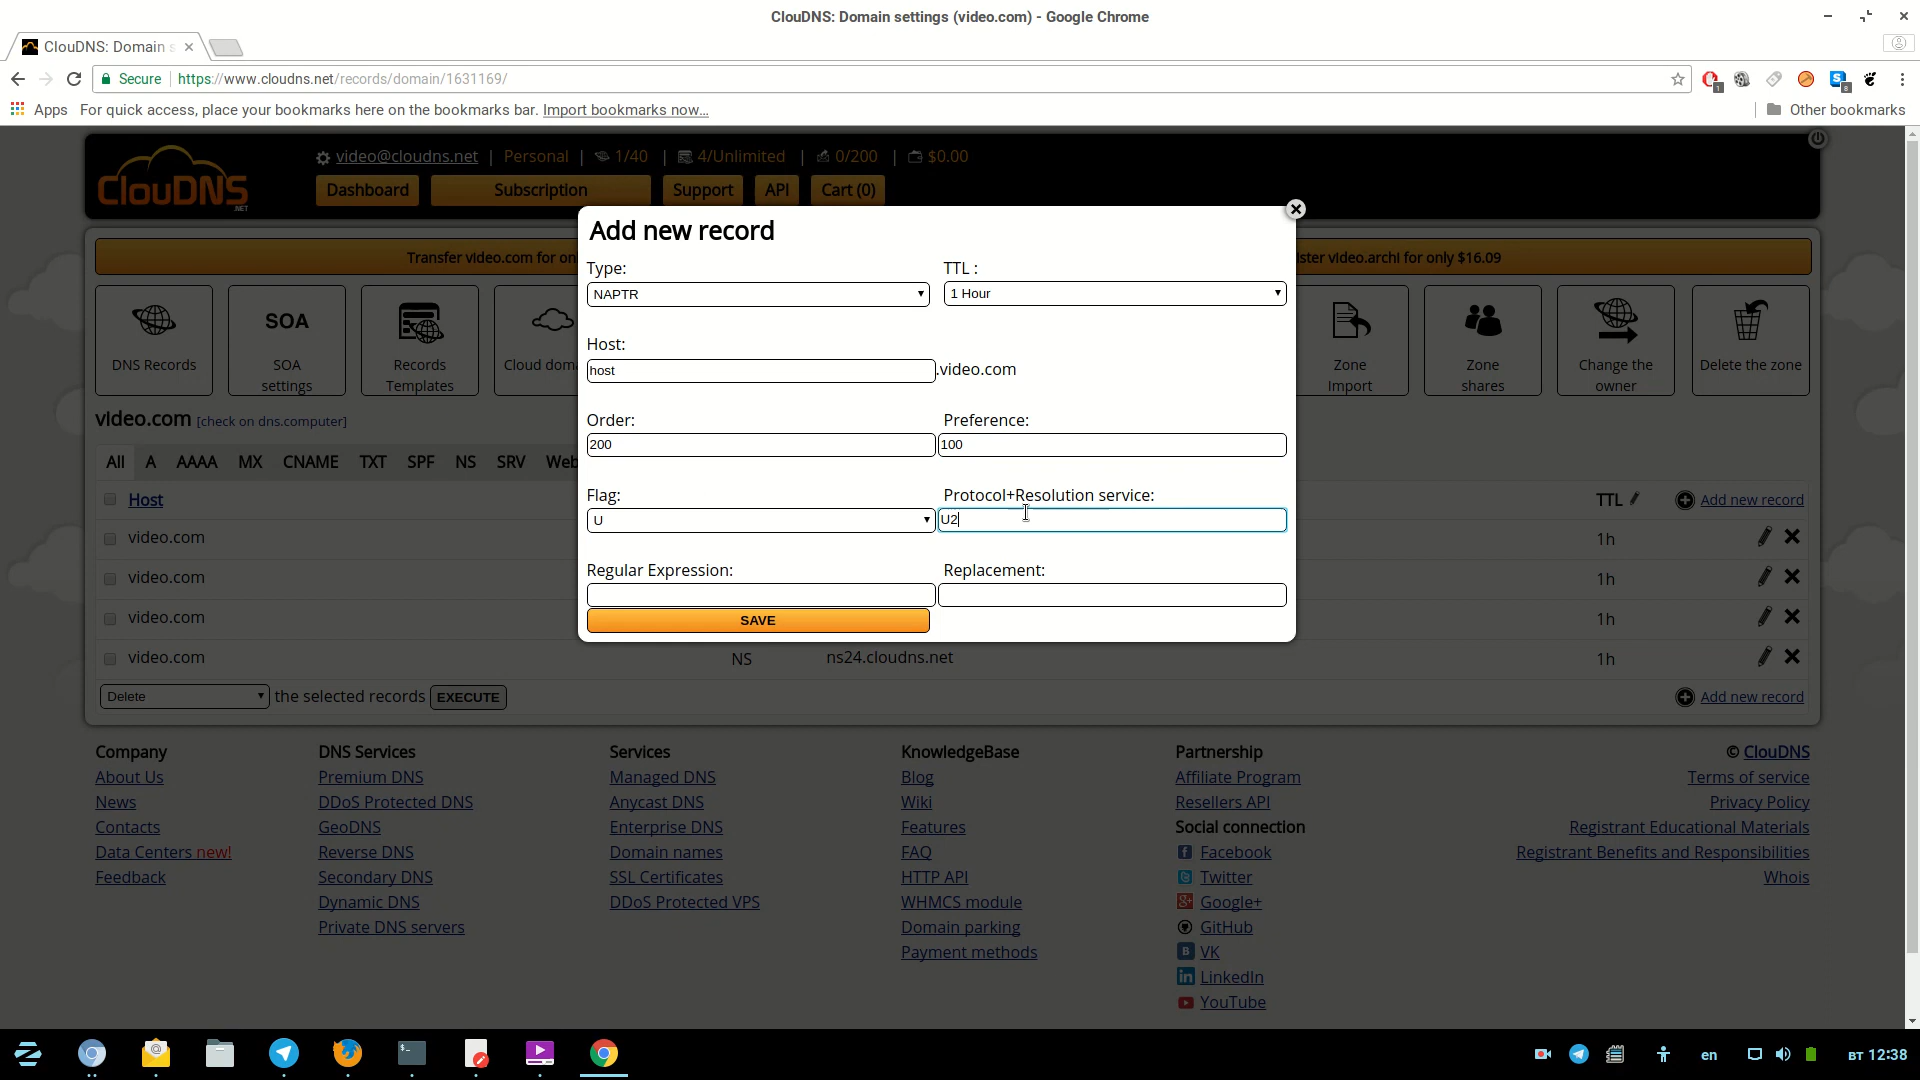 ClouDNS: Domain settings (video.com) - Google Chrome
ClouDNS: Domain s
Secure
https://www.cloudns.net/records/domain/1631169/
1
8
Apps For quick access, place your bookmarks here on the bookmarks bar. Import bookmarks now...
Other bookmarks
CLOUDNS
.NET
video@cloudns.net | Personal | 1/40 | 4/Unlimited | 0/200 | $0.00
Dashboard Subscription Support API Cart (0)
Transfer video.com for on
ister video.archi for only $16.09
DNS Records
SOA
SOA
settings
Records
Templates
Cloud dom
Zone
Import
Zone
shares
Change the
owner
Delete the zone
video.com [check on dns.computer]
All A AAAA MX CNAME TXT SPF NS SRV Web
Host
TTL
Add new record
video.com
1h
video.com
1h
video.com
1h
video.com
NS
ns24.cloudns.net
1h
Delete
the selected records
EXECUTE
Add new record
Add new record
Type:
TTL :
NAPTR
1 Hour
Host:
host
.video.com
Order:
Preference:
200
100
Flag:
Protocol+Resolution service:
U
U2
Regular Expression:
Replacement:
SAVE
Company
About Us
News
Contacts
Data Centers new!
Feedback
DNS Services
Premium DNS
DDoS Protected DNS
GeoDNS
Reverse DNS
Secondary DNS
Dynamic DNS
Private DNS servers
Services
Managed DNS
Anycast DNS
Enterprise DNS
Domain names
SSL Certificates
DDoS Protected VPS
KnowledgeBase
Blog
Wiki
Features
FAQ
HTTP API
WHMCS module
Domain parking
Payment methods
Partnership
Affiliate Program
Resellers API
Social connection
Facebook
Twitter
Google+
GitHub
VK
LinkedIn
YouTube
© ClouDNS
Terms of service
Privacy Policy
Registrant Educational Materials
Registrant Benefits and Responsibilities
Whois
en
вт 12:38